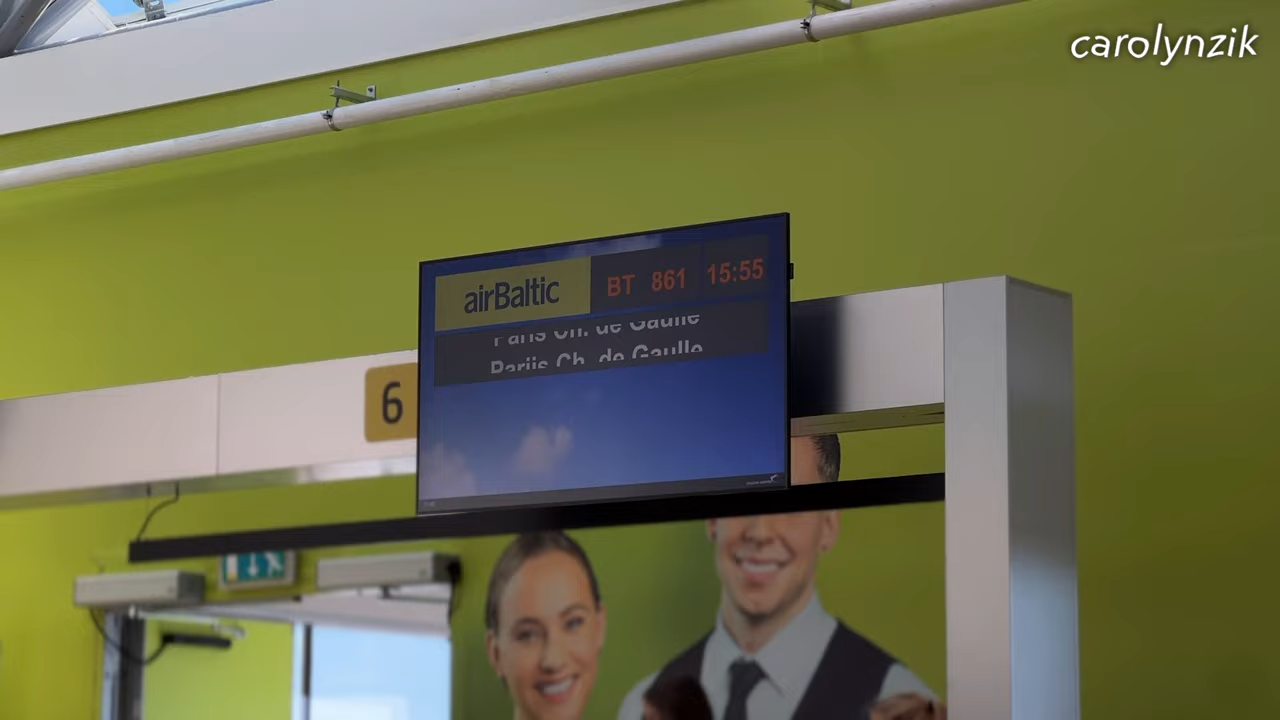 carolynzik
airBaltic BT 861 15:55
Paris Ch. de Gaulle
Parijs Ch. de Gaulle
6